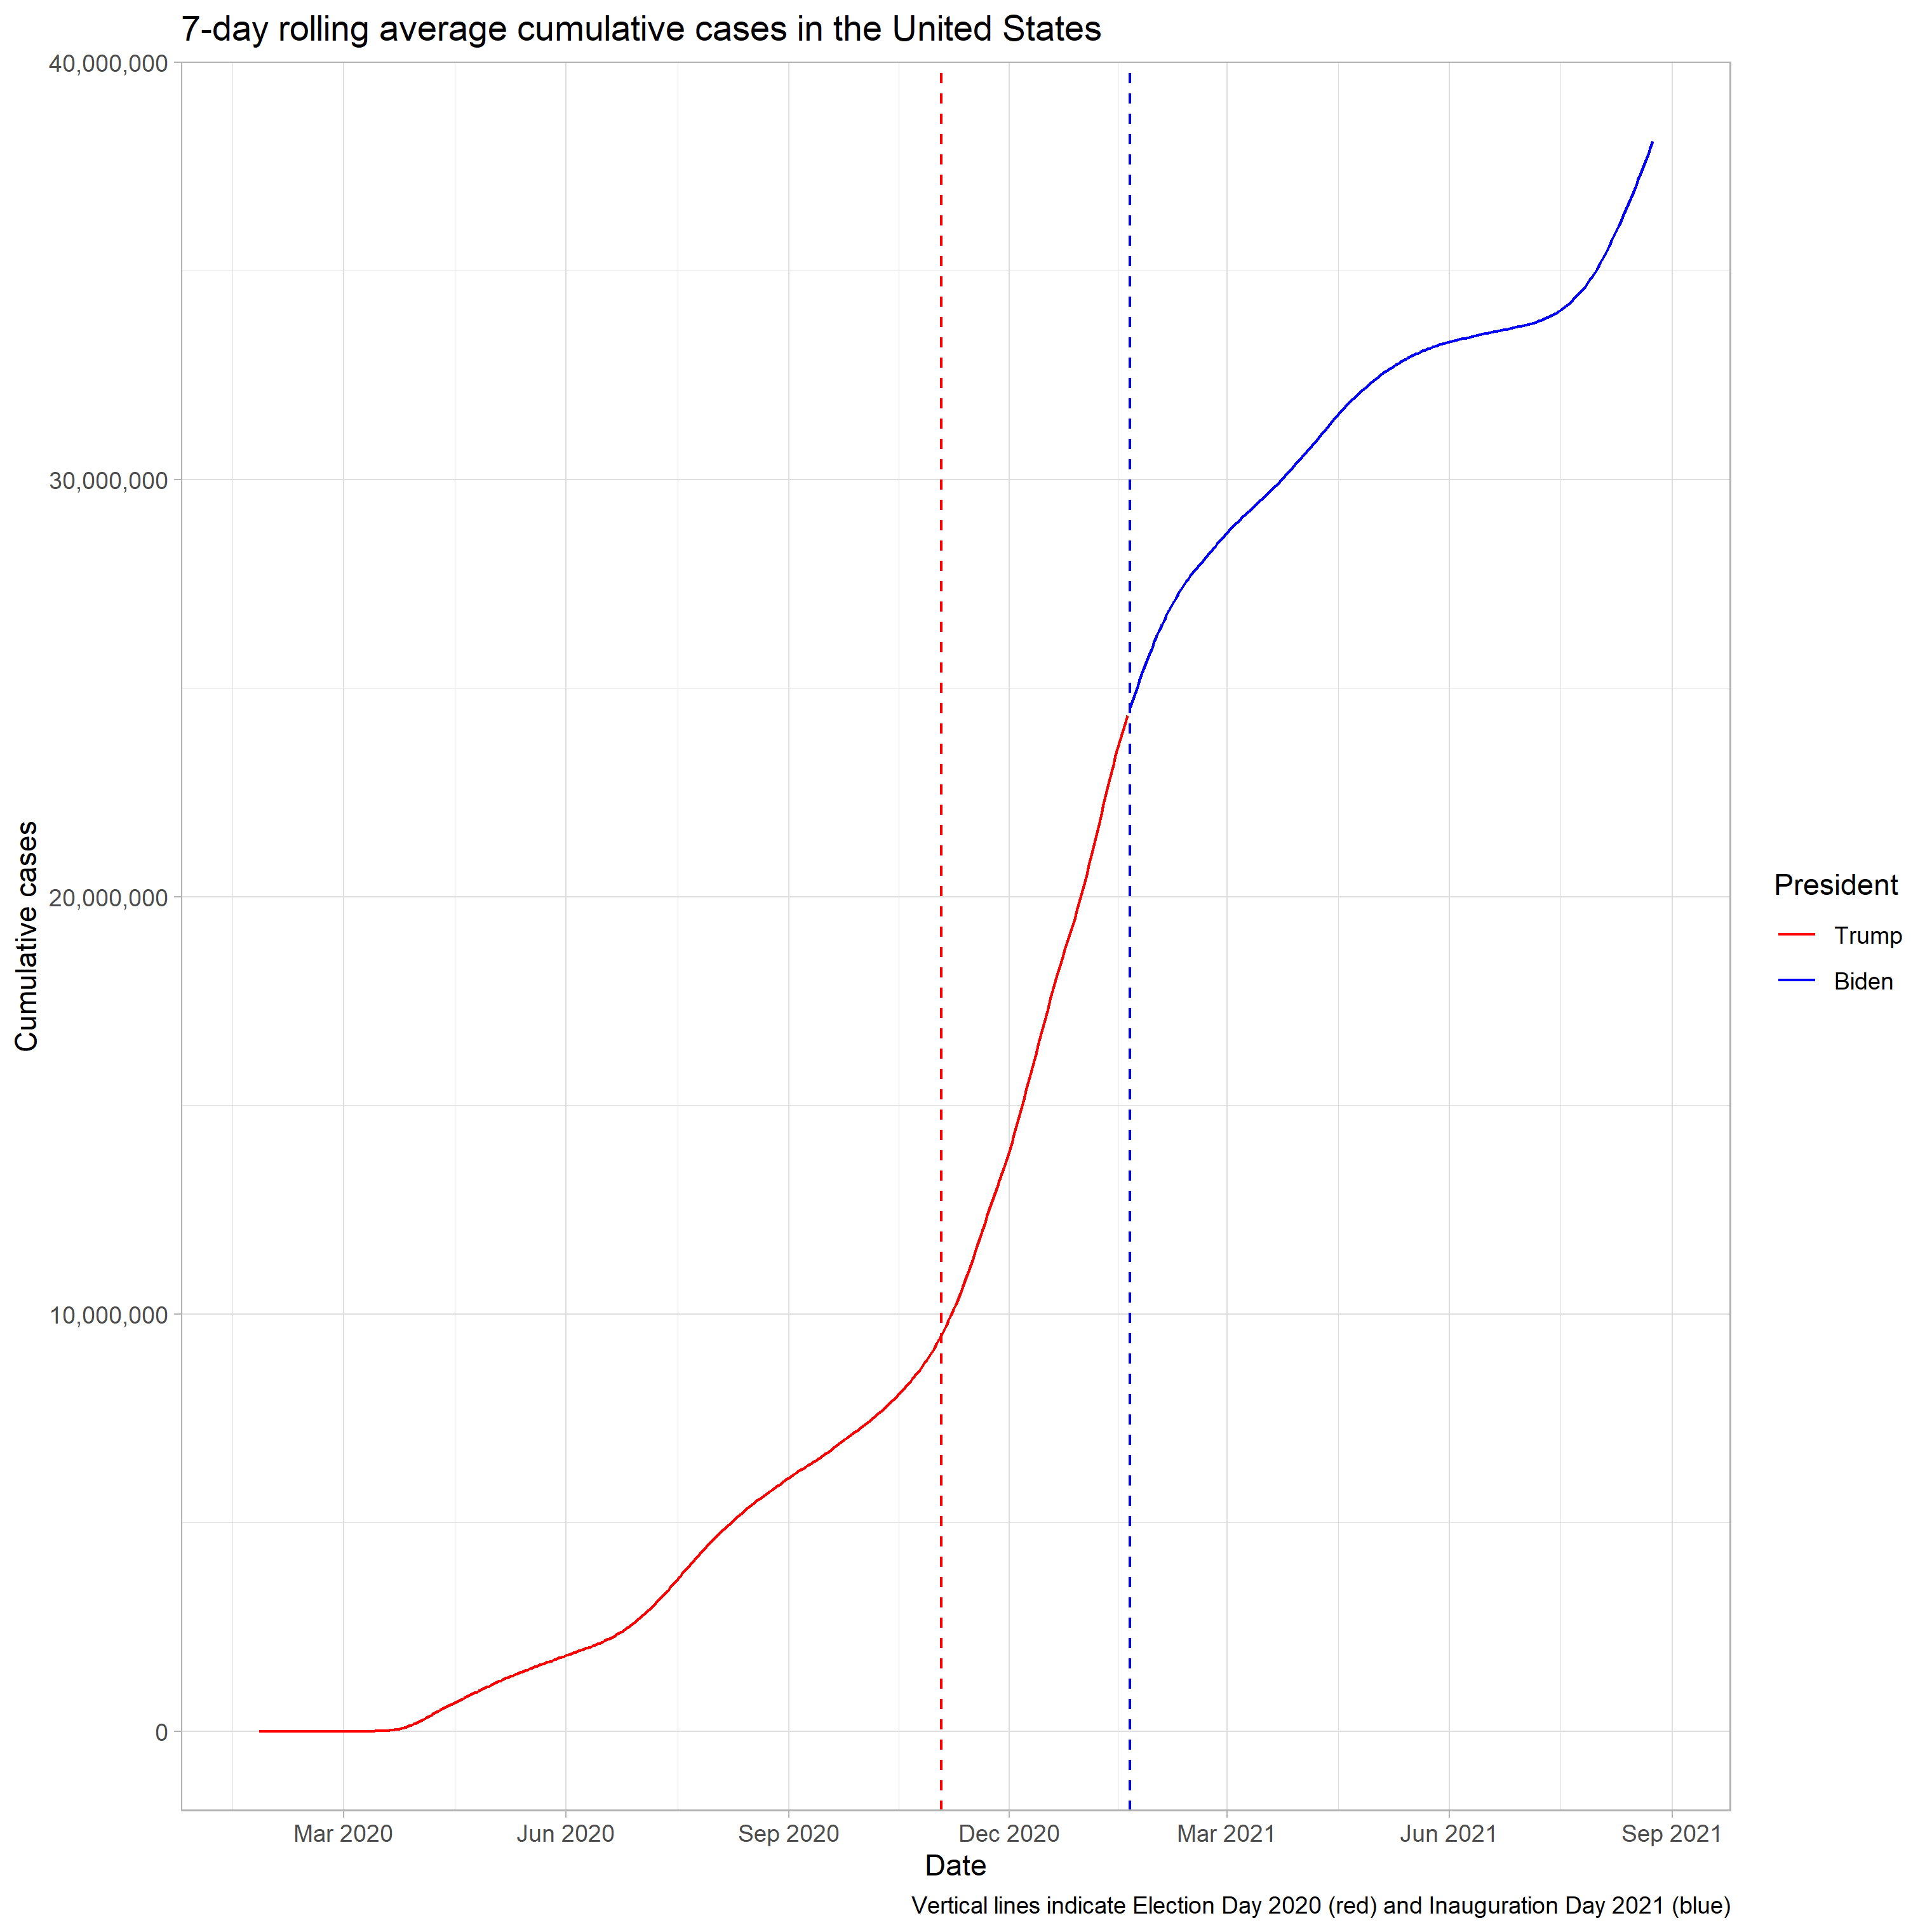 7-day rolling average cumulative cases in the United States
40,000,000
30,000,000
20,000,000
10,000,000
0
Cumulative cases
Mar 2020
Jun 2020
Sep 2020
Dec 2020
Mar 2021
Jun 2021
Sep 2021
Date
President
Trump
Biden
Vertical lines indicate Election Day 2020 (red) and Inauguration Day 2021 (blue)